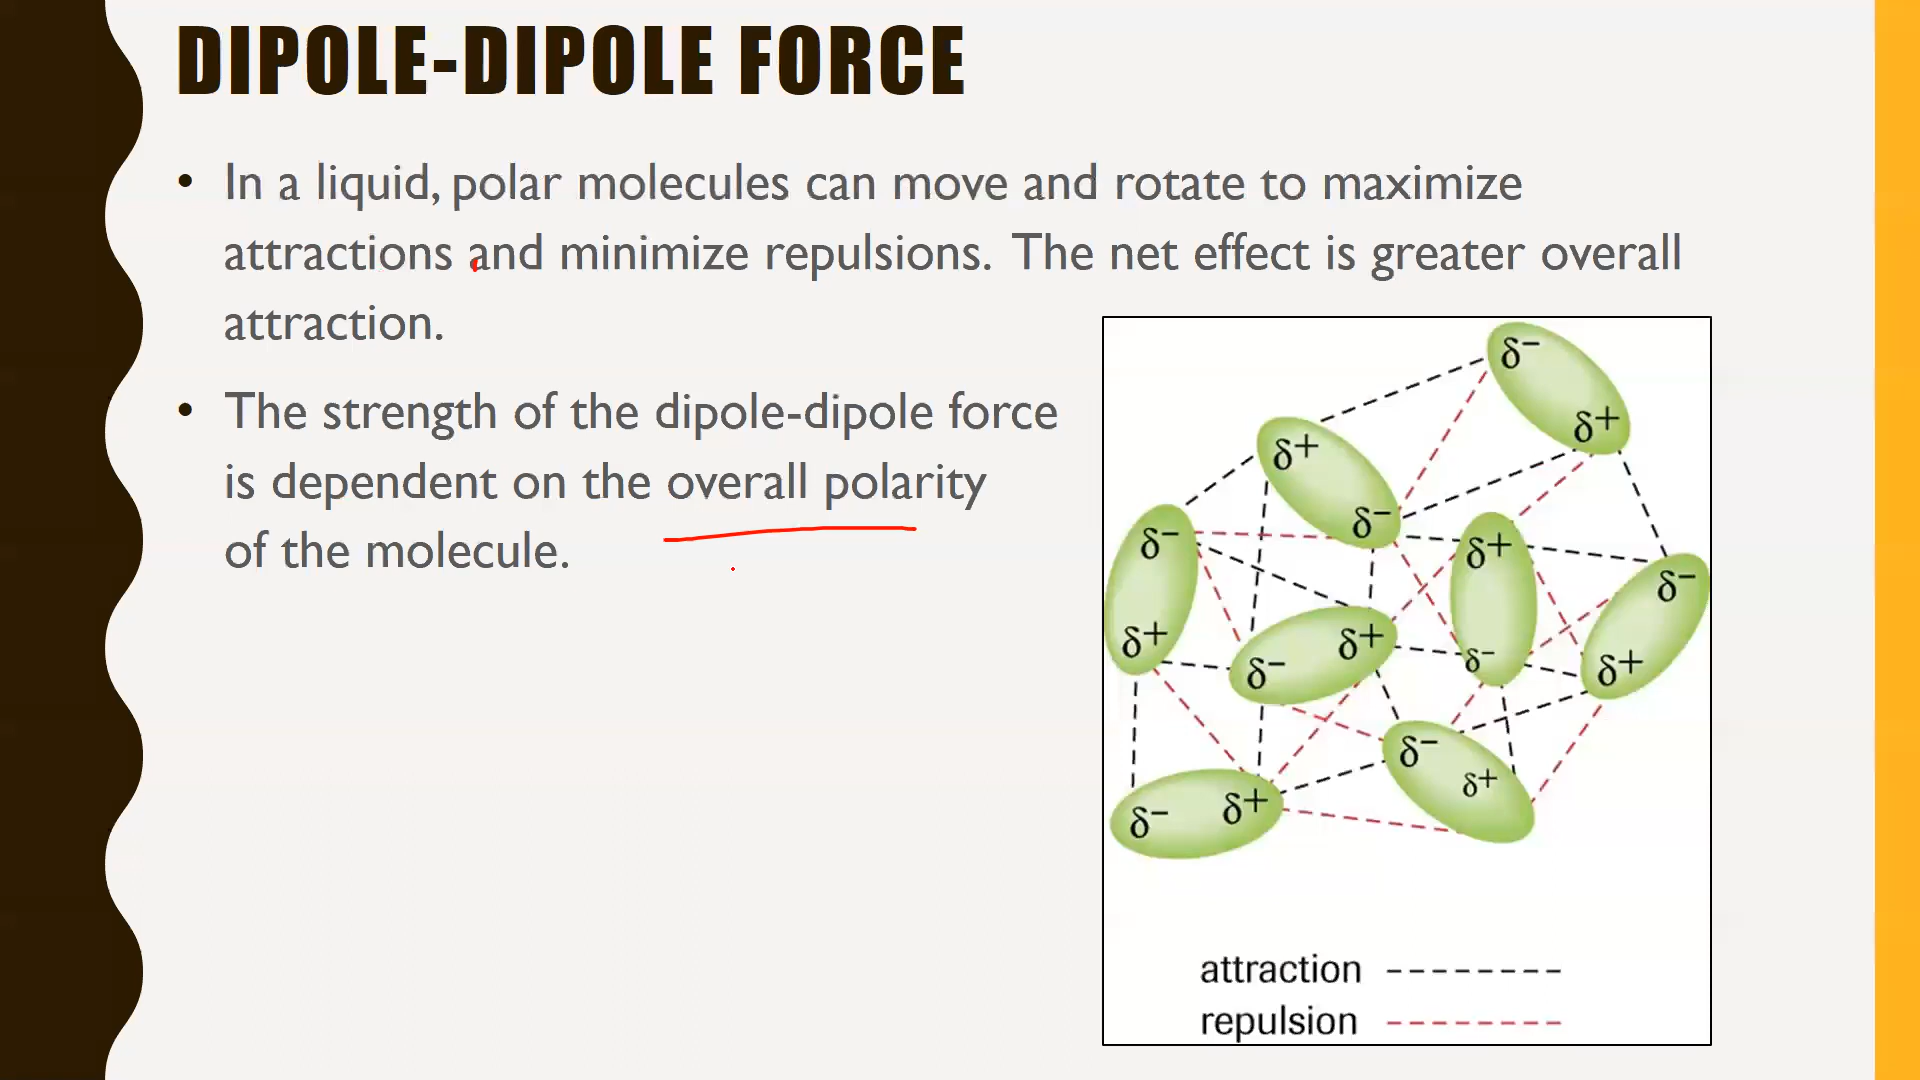 DIPOLE-DIPOLE FORCE
• In a liquid, polar molecules can move and rotate to maximize
attractions and minimize repulsions. The net effect is greater overall
attraction.
• The strength of the dipole-dipole force
is dependent on the overall polarity
of the molecule.
δ−
δ+
δ+
δ−
δ−
δ+
δ+
δ−
δ−
δ+
δ−
δ+
δ−
δ+
δ−
δ+
attraction
repulsion